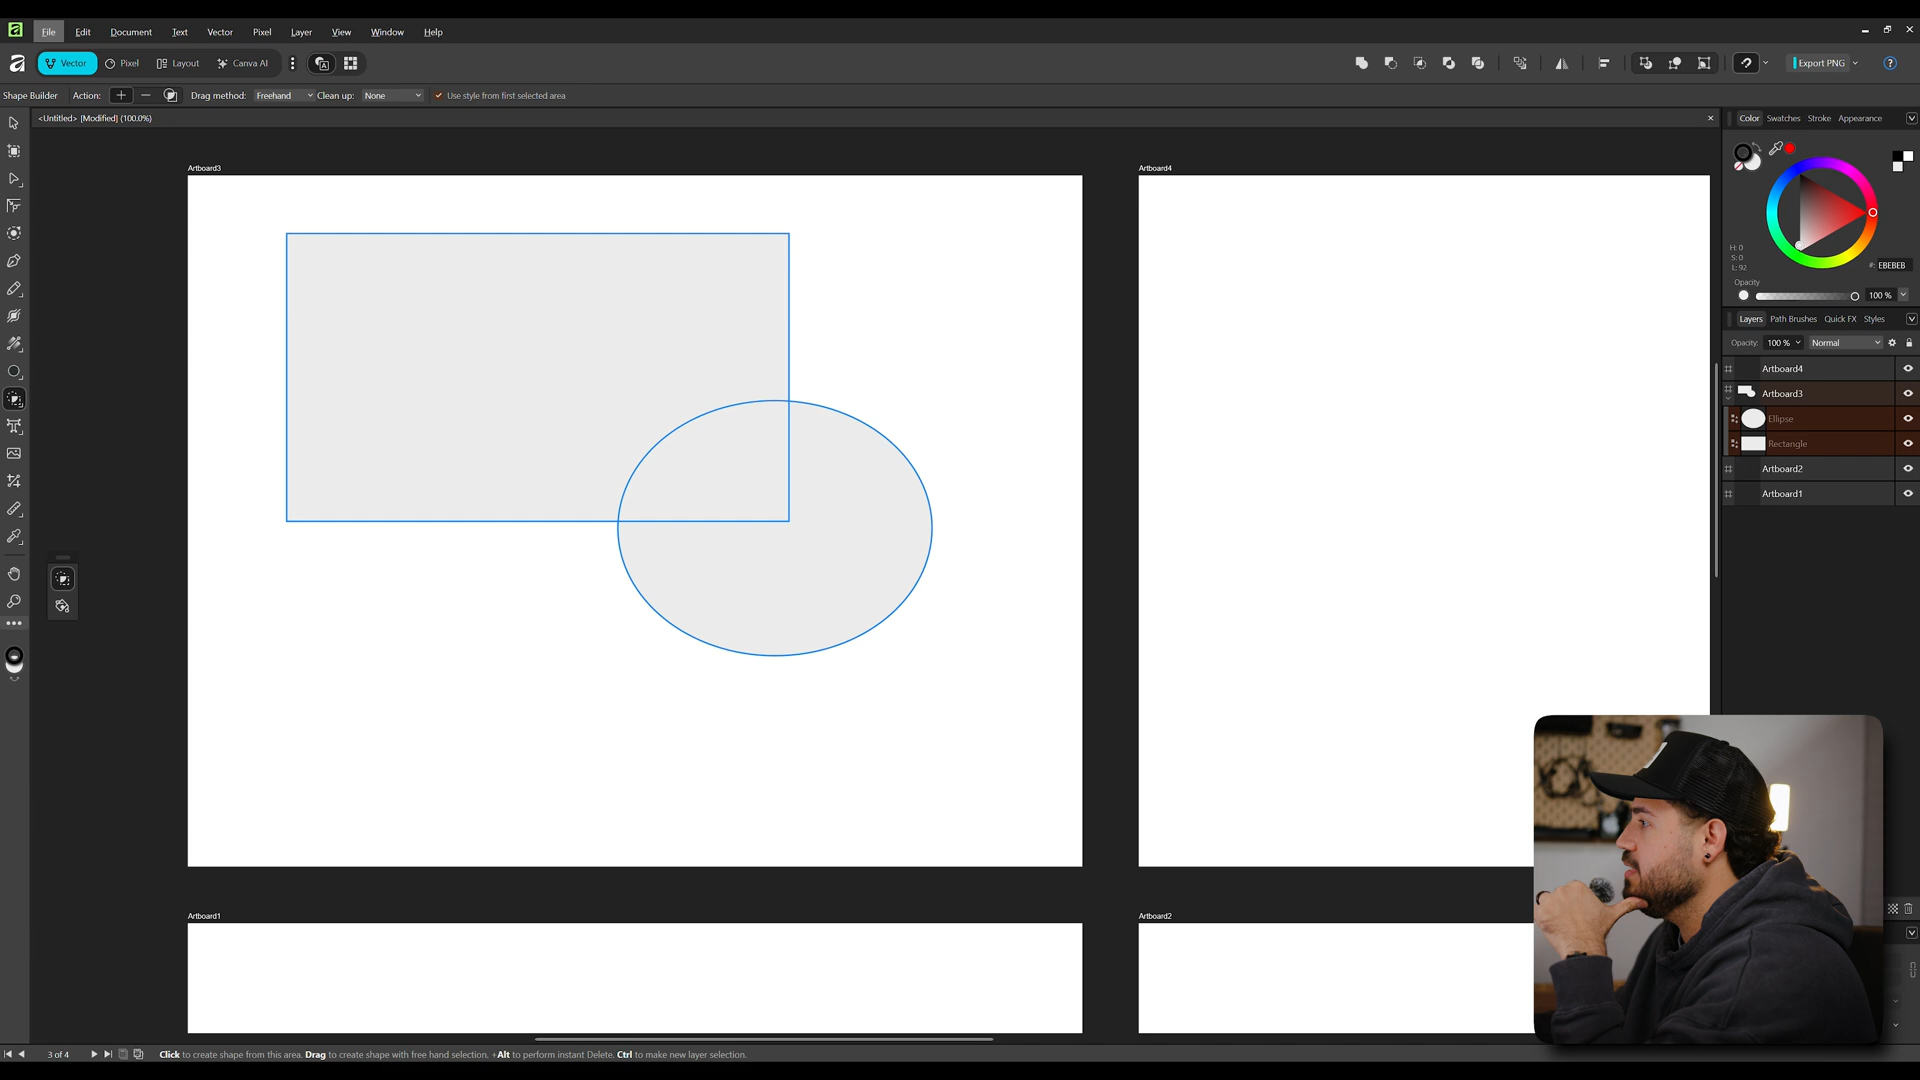 File Edit Document Text Vector Pixel Layer View Window Help
Vector Pixel Layout Canva AI Export PNG ?
Shape Builder Action: Drag method: Freehand Clean up: None Use style from first selected area
<Untitled> [Modified] (100.0%)
Color Swatches Stroke Appearance
H: 0
S: 0
L: 92
#: EBEBEB
Opacity
100 %
Layers Path Brushes Quick FX Styles
Opacity: 100 % Normal
Artboard4
Artboard3
Ellipse
Rectangle
Artboard2
Artboard1
Artboard3
Artboard4
Artboard1
Artboard2
3 of 4 Click to create shape from this area. Drag to create shape with free hand selection. +Alt to perform instant Delete. Ctrl to make new layer selection.